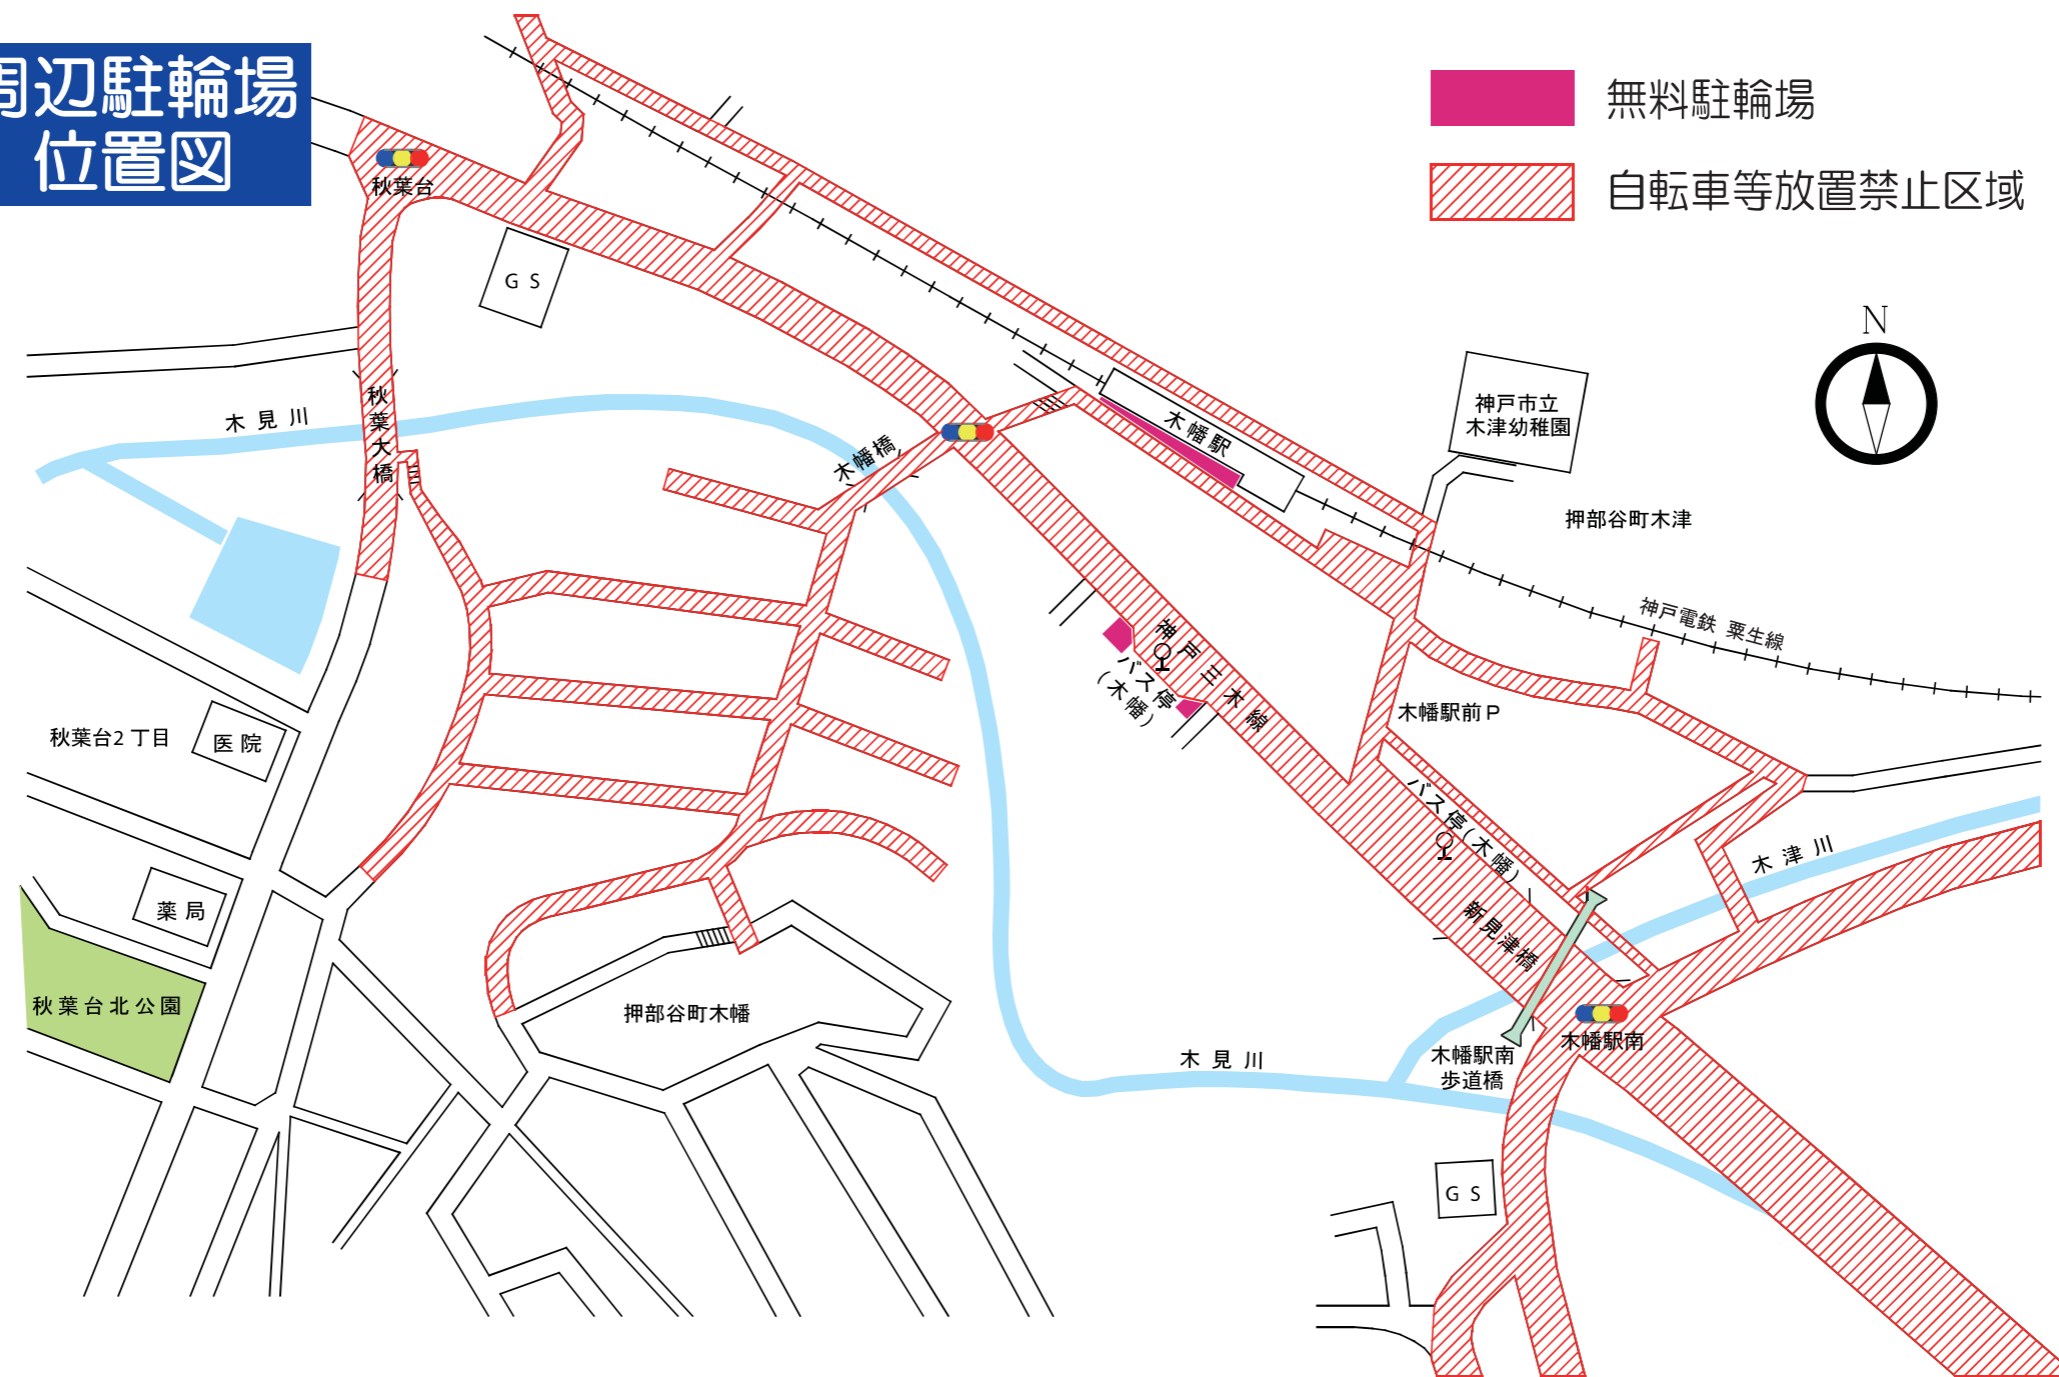 周辺駐輪場
位置図
無料駐輪場
自転車等放置禁止区域
秋葉台
G S
N
木見川
秋葉大橋
木幡橋
木幡駅
神戸市立
木津幼稚園
押部谷町木津
神戸電鉄 粟生線
神戸三木線
バス停
(木幡)
木幡駅前P
秋葉台2丁目
医院
バス停(木幡)
木津川
薬局
新見津橋
秋葉台北公園
押部谷町木幡
木見川
木幡駅南
歩道橋
木幡駅南
G S